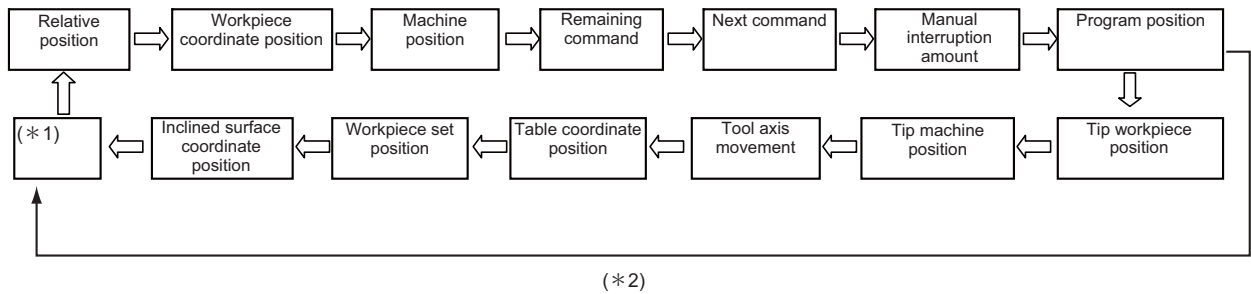 Relative
position
Workpiece
coordinate position
Machine
position
Remaining
command
Next command
Manual
interruption
amount
Program position
(＊1)
Inclined surface
coordinate
position
Workpiece set
position
Table coordinate
position
Tool axis
movement
Tip machine
position
Tip workpiece
position
(＊2)